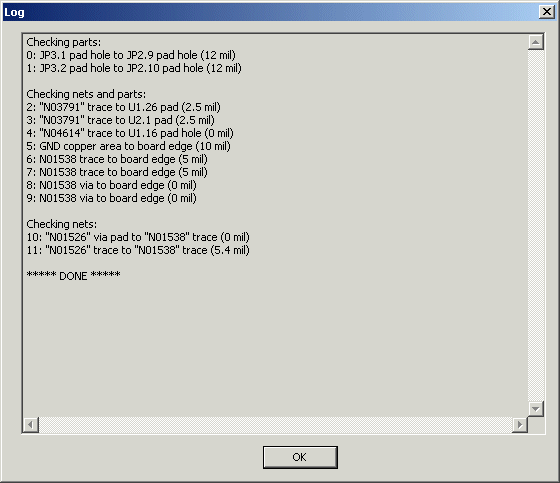 Log
Checking parts:
0: JP3.1 pad hole to JP2.9 pad hole (12 mil)
1: JP3.2 pad hole to JP2.10 pad hole (12 mil)
Checking nets and parts:
2: "N03791" trace to U1.26 pad (2.5 mil)
3: "N03791" trace to U2.1 pad (2.5 mil)
4: "N04614" trace to U1.16 pad hole (0 mil)
5: GND copper area to board edge (10 mil)
6: N01538 trace to board edge (5 mil)
7: N01538 trace to board edge (5 mil)
8: N01538 via to board edge (0 mil)
9: N01538 via to board edge (0 mil)
Checking nets:
10: "N01526" via pad to "N01538" trace (0 mil)
11: "N01526" trace to "N01538" trace (5.4 mil)
***** DONE *****
OK